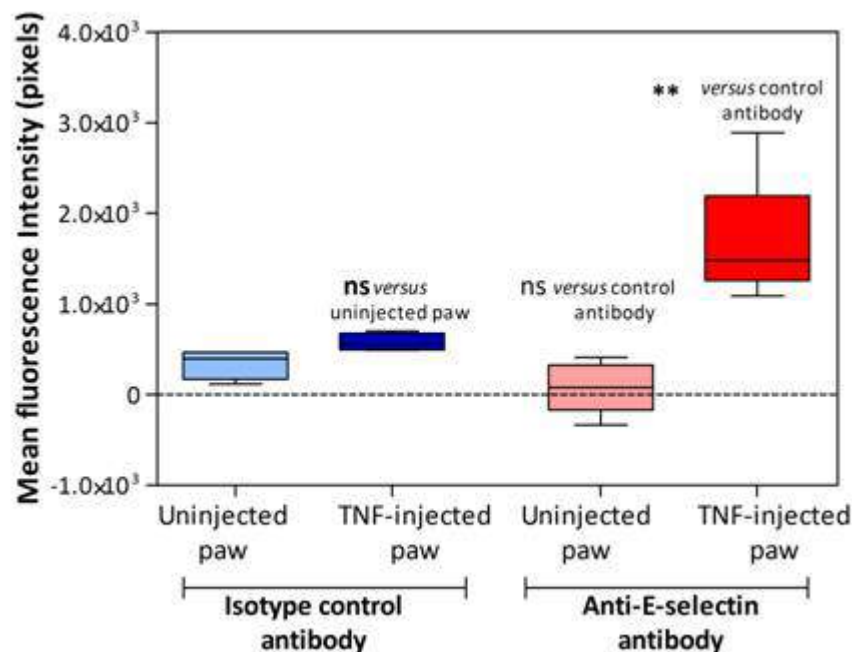 Mean fluorescence Intensity (pixels)
4.0x10³
3.0x10³
2.0x10³
1.0x10³
0
-1.0x10³
ns versus
uninjected paw
ns versus control
antibody
** versus control
antibody
Uninjected
paw
TNF-injected
paw
Uninjected
paw
TNF-injected
paw
Isotype control
antibody
Anti-E-selectin
antibody